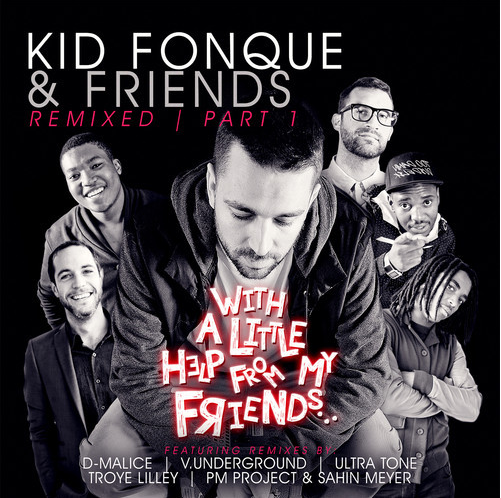 KID FONQUE
& FRIENDS
REMIXED | PART 1
WITH
A LITTLE
HELP FROM MY
FRIENDS...
FEATURING REMIXES BY:
D-MALICE | V.UNDERGROUND | ULTRA TONE
TROYE LILLEY | PM PROJECT & SAHIN MEYER